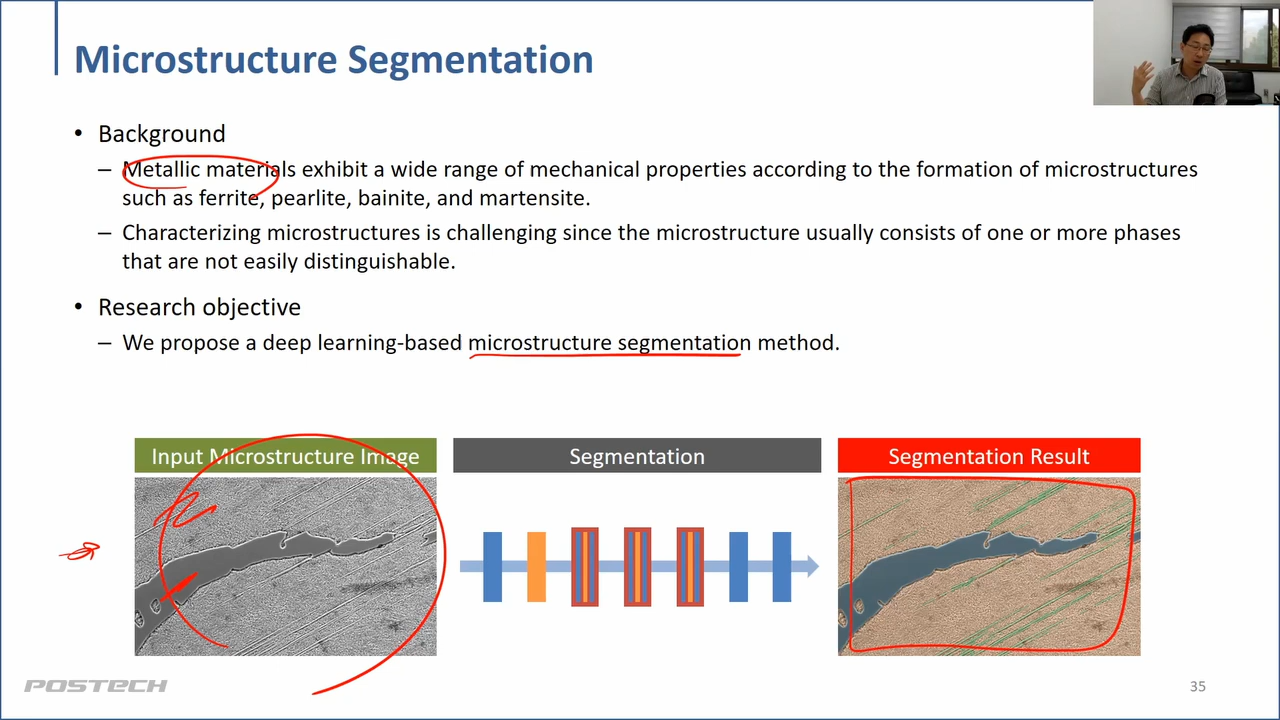 Microstructure Segmentation
• Background
– Metallic materials exhibit a wide range of mechanical properties according to the formation of microstructures
such as ferrite, pearlite, bainite, and martensite.
– Characterizing microstructures is challenging since the microstructure usually consists of one or more phases
that are not easily distinguishable.
• Research objective
– We propose a deep learning-based microstructure segmentation method.
Input Microstructure Image
Segmentation
Segmentation Result
POSTECH
35